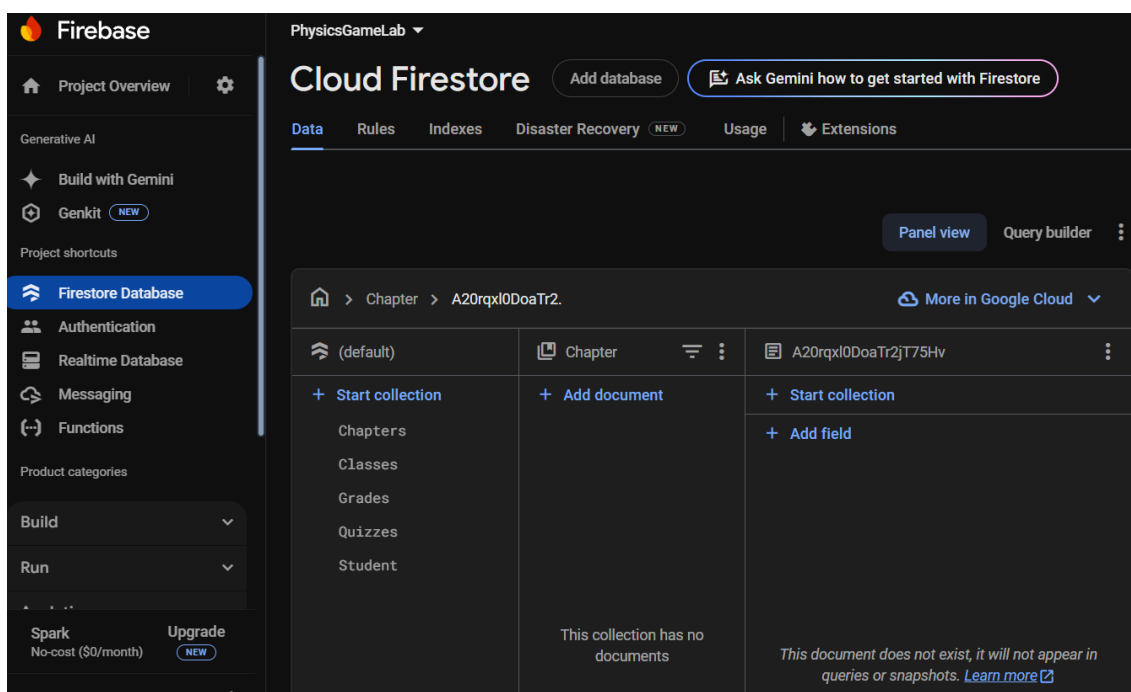 Firebase
PhysicsGameLab
Project Overview
Cloud Firestore
Add database
Ask Gemini how to get started with Firestore
Data Rules Indexes Disaster Recovery NEW Usage Extensions
Generative AI
Build with Gemini
Genkit NEW
Project shortcuts
Firestore Database
Authentication
Realtime Database
Messaging
Functions
Product categories
Build
Run
Spark
No-cost ($0/month)
Upgrade
NEW
Panel view Query builder
Chapter A20rqxl0DoaTr2.
More in Google Cloud
(default)
Start collection
Chapters
Classes
Grades
Quizzes
Student
Chapter
Add document
This collection has no
documents
A20rqxl0DoaTr2jT75Hv
Start collection
Add field
This document does not exist, it will not appear in
queries or snapshots. Learn more